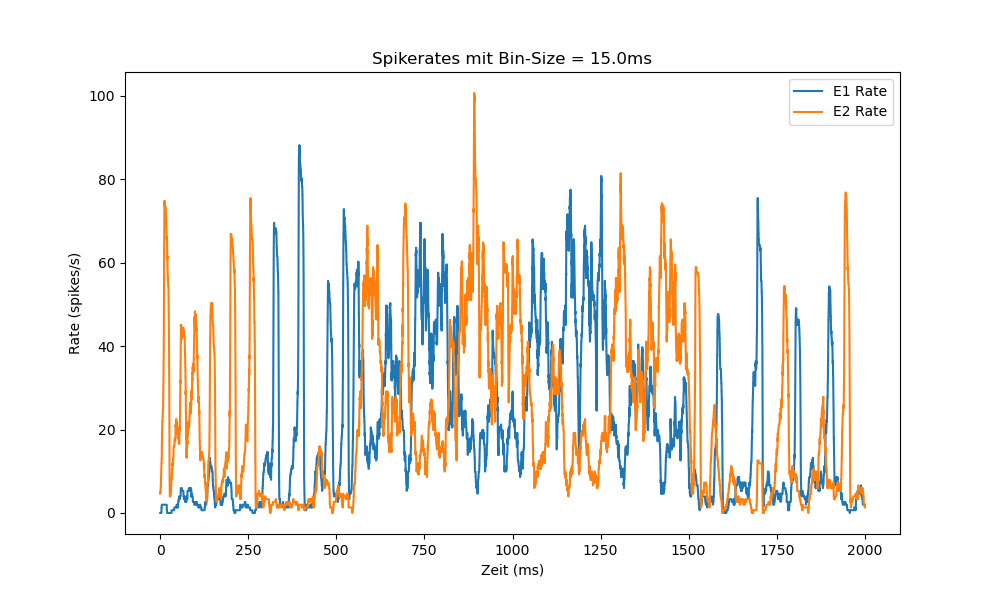 Spikerates mit Bin-Size = 15.0ms
E1 Rate
E2 Rate
Rate (spikes/s)
100
80
60
40
20
0
0 250 500 750 1000 1250 1500 1750 2000
Zeit (ms)